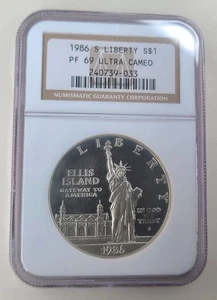 1986 S LIBERTY S$1
PF 69 ULTRA CAMEO
240739-033
NUMISMATIC GUARANTY CORPORATION
LIBERTY
ELLIS
ISLAND
GATEWAY TO
AMERICA
IN GOD
WE TRUST
1986